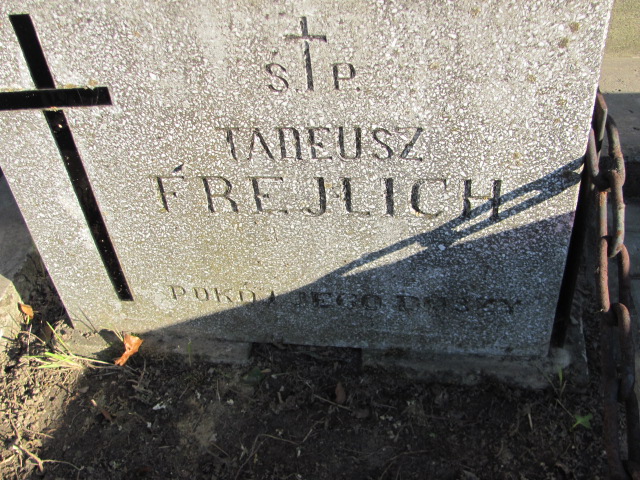 Ś. P.
TADEUSZ
FREJLICH
POKÓJ JEGO DUSZY